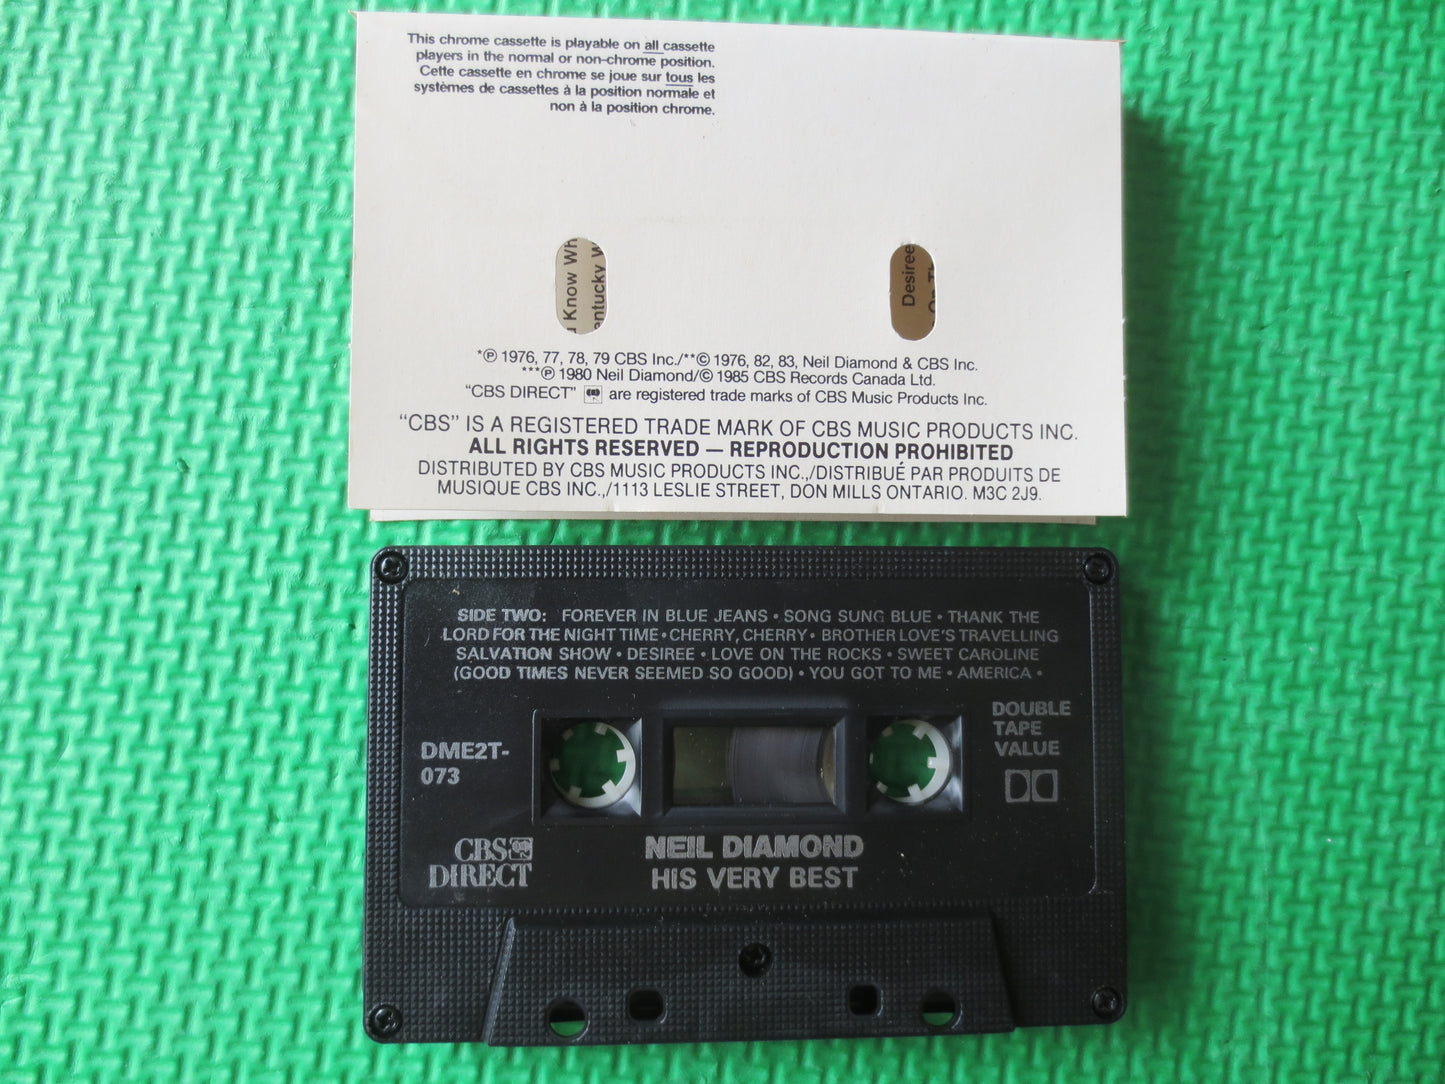 This chrome cassette is playable on all cassette
players in the normal or non-chrome position.
Cette cassette en chrome se joue sur tous les
systèmes de cassettes à la position normale et
non à la position chrome.
Know Wh
entucky W
Desiree
On Th
*Ⓟ 1976, 77, 78, 79 CBS Inc./**© 1976, 82, 83, Neil Diamond & CBS Inc.
***Ⓟ 1980 Neil Diamond/© 1985 CBS Records Canada Ltd.
“CBS DIRECT” are registered trade marks of CBS Music Products Inc.
“CBS” IS A REGISTERED TRADE MARK OF CBS MUSIC PRODUCTS INC.
ALL RIGHTS RESERVED — REPRODUCTION PROHIBITED
DISTRIBUTED BY CBS MUSIC PRODUCTS INC.,/DISTRIBUÉ PAR PRODUITS DE
MUSIQUE CBS INC.,/1113 LESLIE STREET, DON MILLS ONTARIO. M3C 2J9.
SIDE TWO: FOREVER IN BLUE JEANS • SONG SUNG BLUE • THANK THE
LORD FOR THE NIGHT TIME • CHERRY, CHERRY • BROTHER LOVE'S TRAVELLING
SALVATION SHOW • DESIREE • LOVE ON THE ROCKS • SWEET CAROLINE
(GOOD TIMES NEVER SEEMED SO GOOD) • YOU GOT TO ME • AMERICA •
DOUBLE
TAPE
VALUE
DME2T-
073
CBS
DIRECT
NEIL DIAMOND
HIS VERY BEST